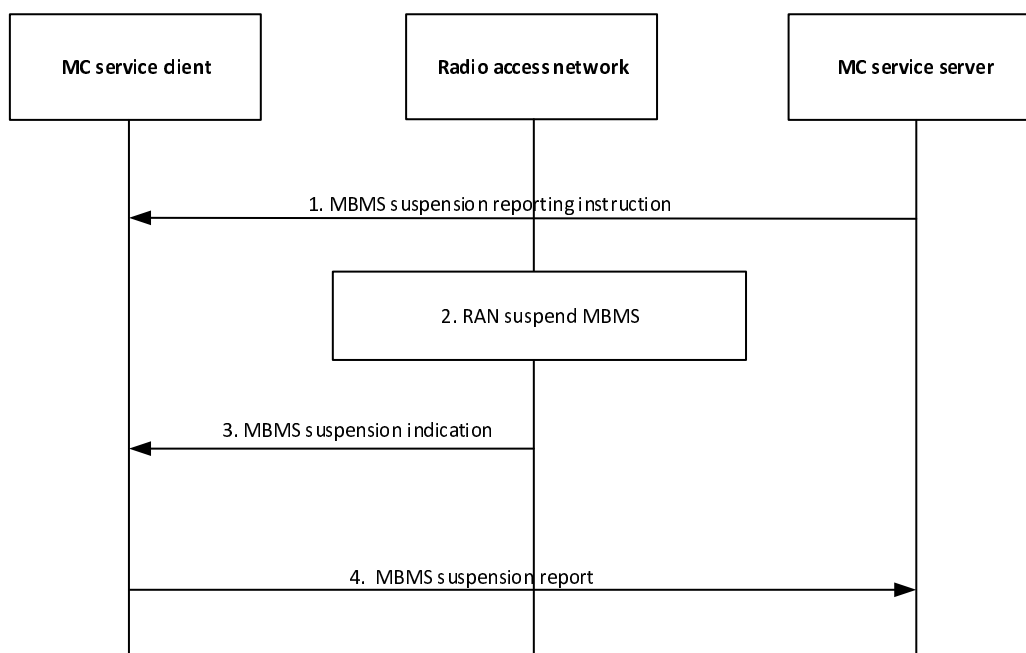 MC service client
Radio access network
MC service server
1. MBMS suspension reporting instruction
2. RAN suspend MBMS
3. MBMS suspension indication
4. MBMS suspension report